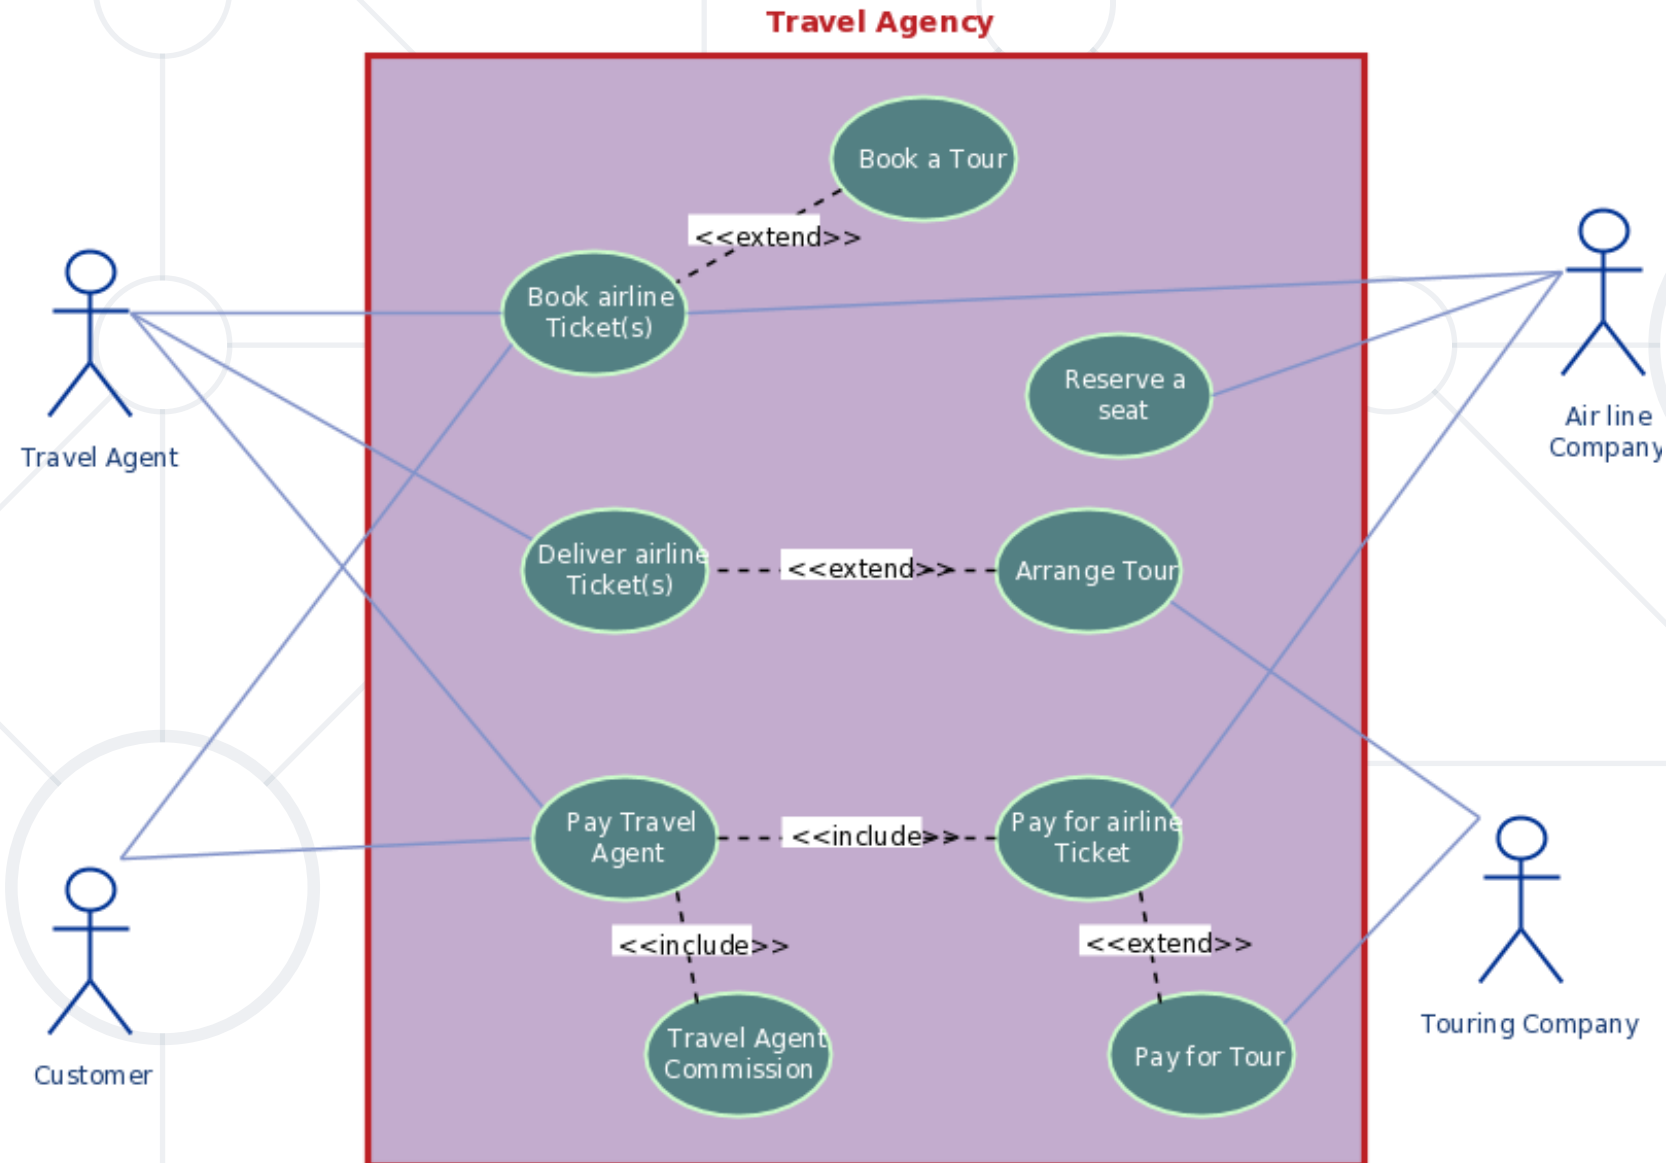 Travel Agency
Book a Tour
<<extend>>
Book airline
Ticket(s)
Reserve a
seat
Travel Agent
Air line
Company
Deliver airline
Ticket(s)
<<extend>>
Arrange Tour
Pay Travel
Agent
<<include>>
Pay for airline
Ticket
<<include>>
<<extend>>
Travel Agent
Commission
Pay for Tour
Customer
Touring Company